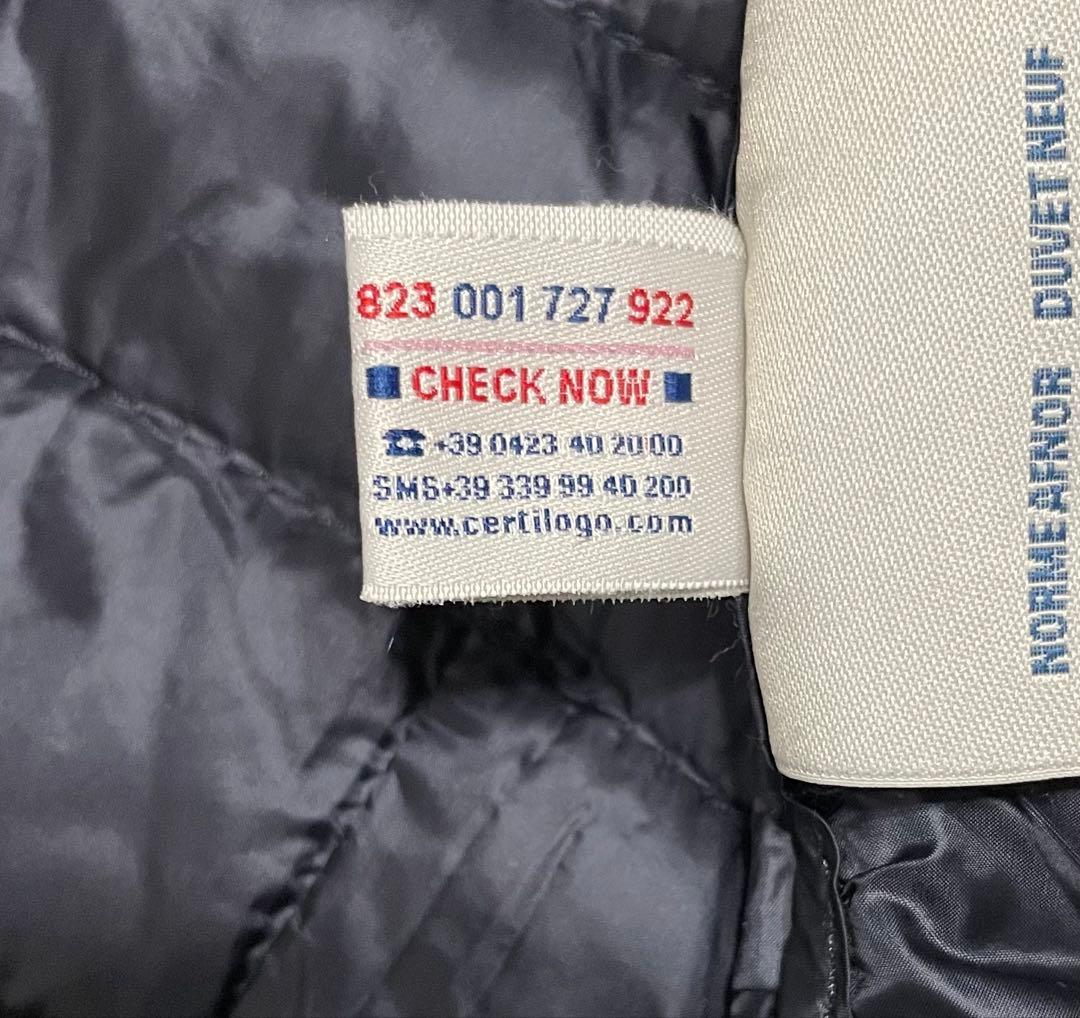 823 001 727 922
CHECK NOW
☎ +39 0423 40 20 00
SMS+39 339 99 40 200
www.certilogo.com
NORME AFNOR DUVET NEUF